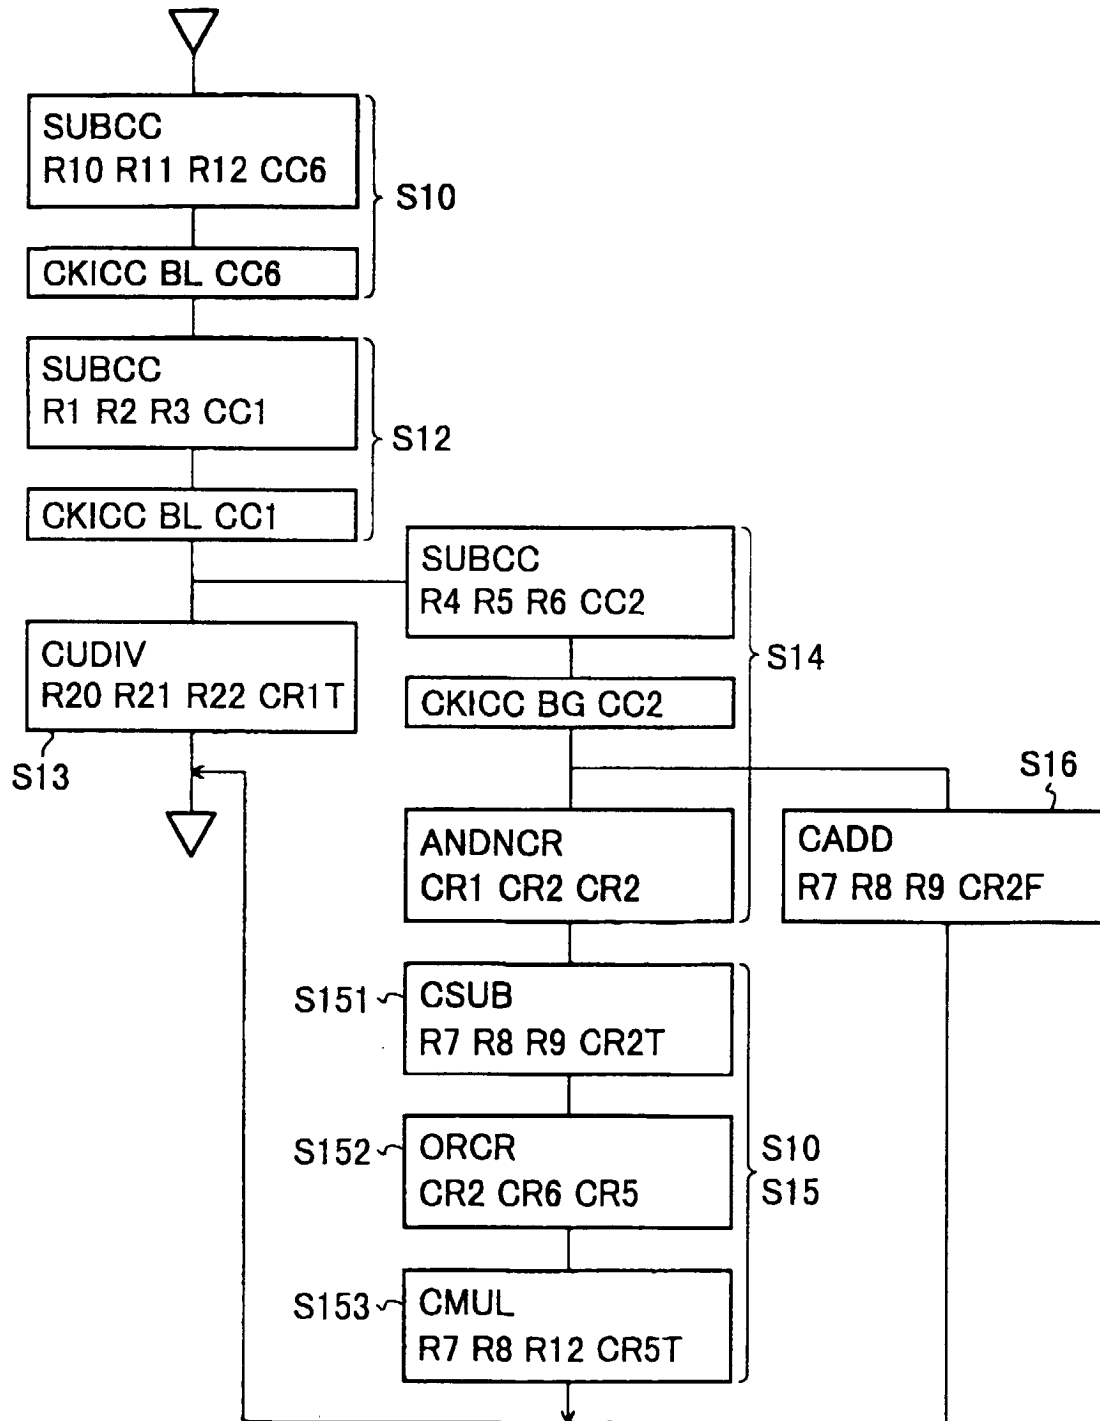 SUBCC
R10 R11 R12 CC6
S10
CKICC BL CC6
SUBCC
R1 R2 R3 CC1
S12
CKICC BL CC1
SUBCC
R4 R5 R6 CC2
S14
CUDIV
R20 R21 R22 CR1T
S13
CKICC BG CC2
S16
ANDNCR
CR1 CR2 CR2
CADD
R7 R8 R9 CR2F
S151
CSUB
R7 R8 R9 CR2T
S152
ORCR
CR2 CR6 CR5
S10
S15
S153
CMUL
R7 R8 R12 CR5T